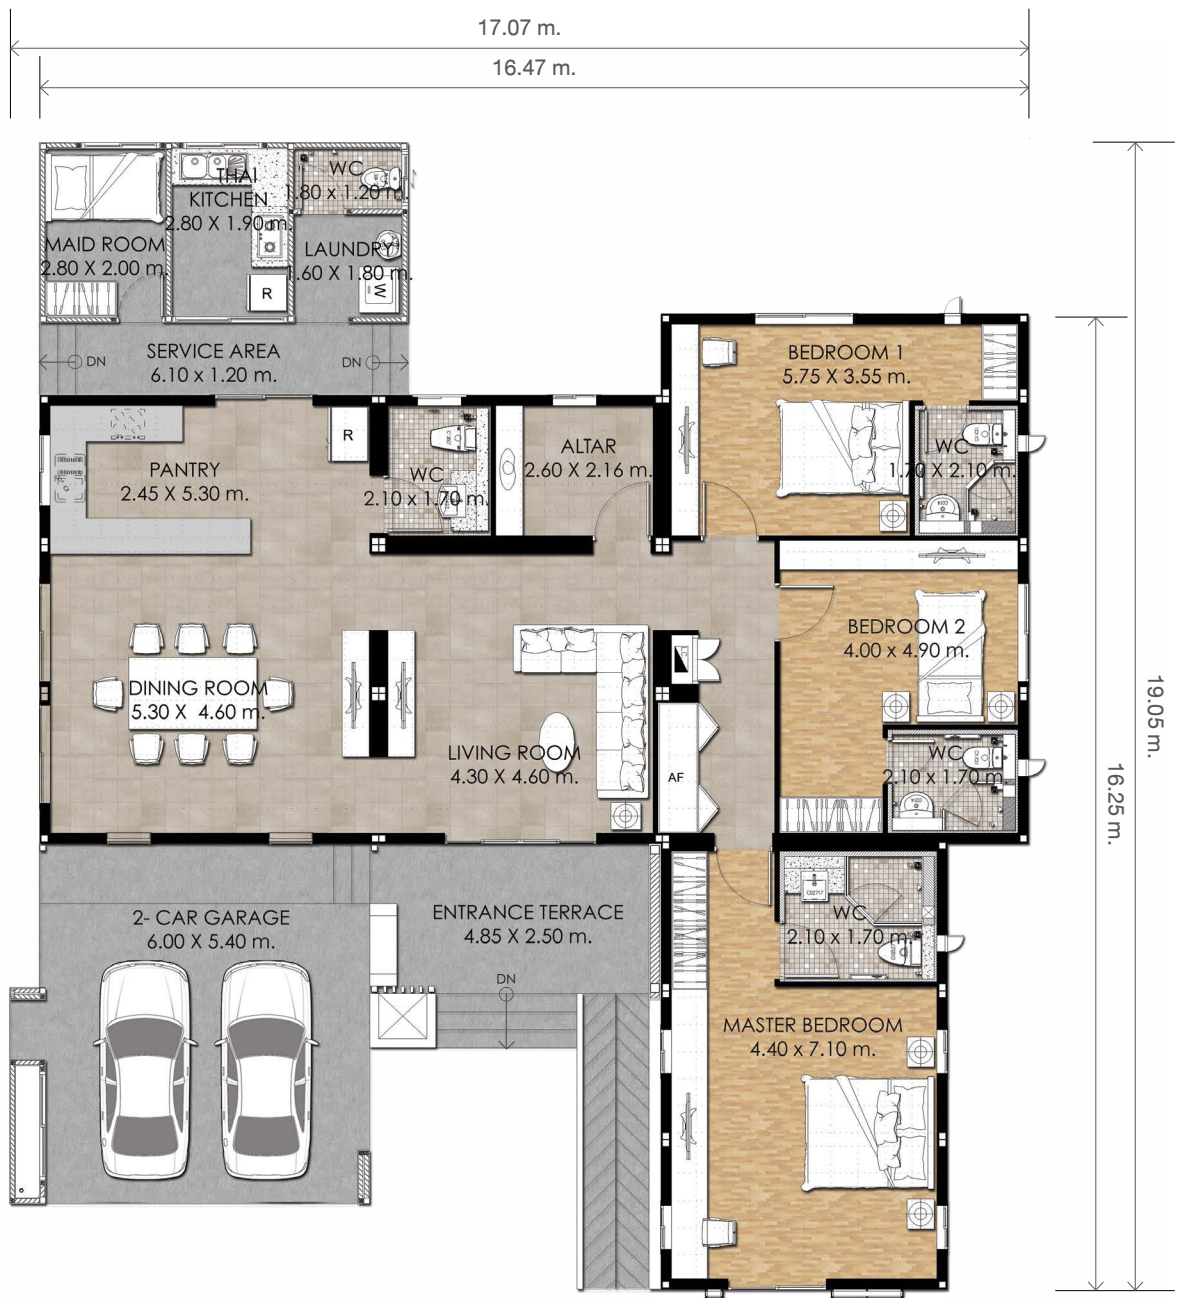 17.07 m.
16.47 m.
THAI
KITCHEN
2.80 X 1.90 m.
WC
1.80 x 1.20 m.
MAID ROOM
2.80 X 2.00 m.
LAUNDRY
1.60 X 1.80 m.
R
W
SERVICE AREA
6.10 x 1.20 m.
DN
DN
PANTRY
2.45 X 5.30 m.
R
WC
2.10 x 1.70 m.
ALTAR
2.60 X 2.16 m.
BEDROOM 1
5.75 X 3.55 m.
WC
1.70 X 2.10 m.
BEDROOM 2
4.00 x 4.90 m.
DINING ROOM
5.30 X 4.60 m.
LIVING ROOM
4.30 X 4.60 m.
AF
WC
2.10 x 1.70 m.
19.05 m.
16.25 m.
2- CAR GARAGE
6.00 X 5.40 m.
ENTRANCE TERRACE
4.85 X 2.50 m.
DN
WC
2.10 x 1.70 m.
MASTER BEDROOM
4.40 x 7.10 m.